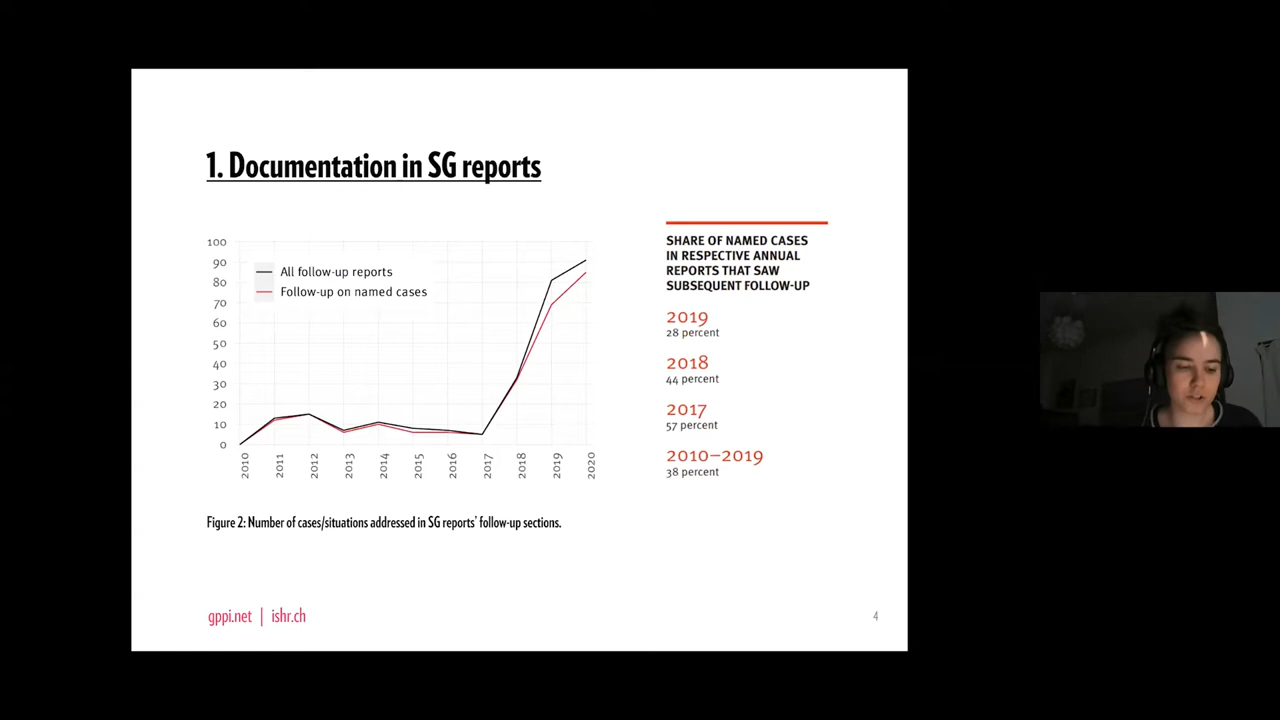 1. Documentation in SG reports
100
90
80
70
60
50
40
30
20
10
0
All follow-up reports
Follow-up on named cases
2010
2011
2012
2013
2014
2015
2016
2017
2018
2019
2020
Figure 2: Number of cases/situations addressed in SG reports' follow-up sections.
SHARE OF NAMED CASES
IN RESPECTIVE ANNUAL
REPORTS THAT SAW
SUBSEQUENT FOLLOW-UP
2019
28 percent
2018
44 percent
2017
57 percent
2010–2019
38 percent
gppi.net | ishr.ch
4